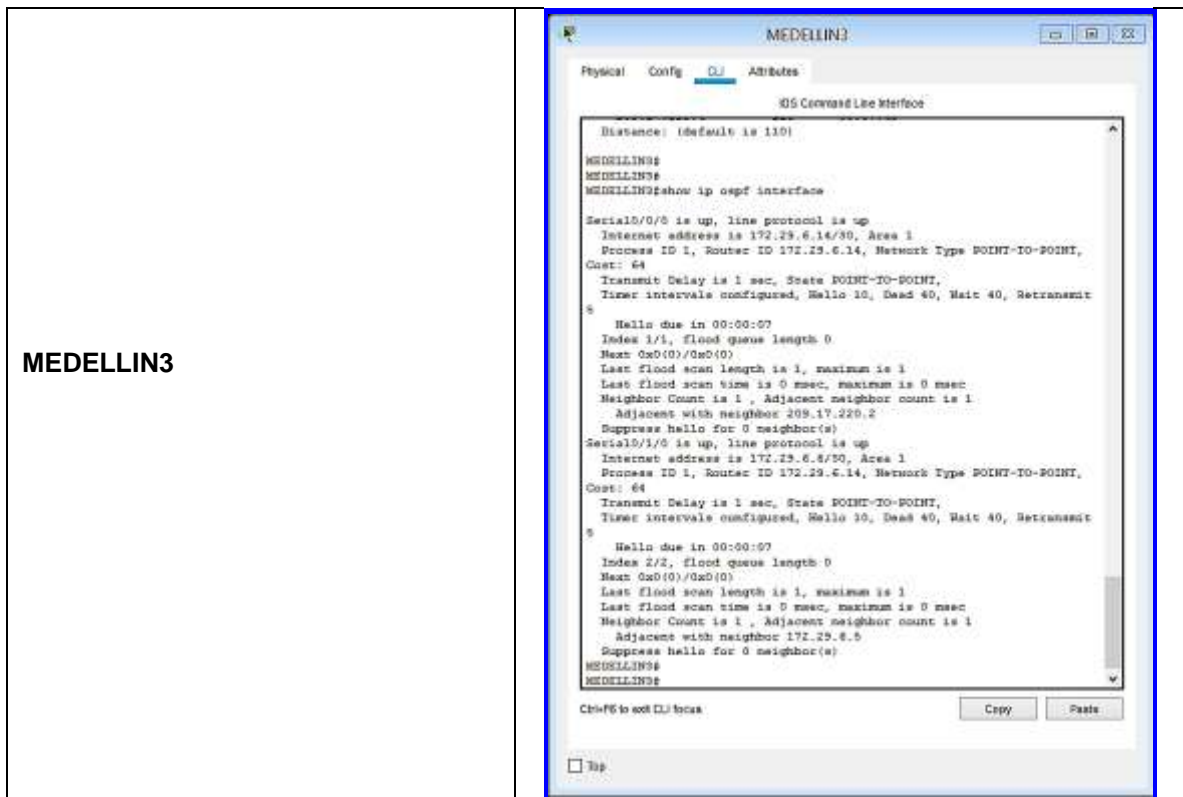 MEDELLIN3
MEDELLIN3
Physical Config CLI Attributes
IOS Command Line Interface
Distance: (default is 110)
MEDELLIN3#
MEDELLIN3#
MEDELLIN3#show ip ospf interface
Serial0/0/0 is up, line protocol is up
Internet address is 172.29.6.14/30, Area 1
Process ID 1, Router ID 172.29.6.14, Network Type POINT-TO-POINT,
Cost: 64
Transmit Delay is 1 sec, State POINT-TO-POINT,
Timer intervals configured, Hello 10, Dead 40, Wait 40, Retransmit
5
Hello due in 00:00:07
Index 1/1, flood queue length 0
Next 0x0(0)/0x0(0)
Last flood scan length is 1, maximum is 1
Last flood scan time is 0 msec, maximum is 0 msec
Neighbor Count is 1 , Adjacent neighbor count is 1
Adjacent with neighbor 209.17.220.2
Suppress hello for 0 neighbor(s)
Serial0/1/0 is up, line protocol is up
Internet address is Area 1
Process ID 1, Router ID 172.29.6.14, Network Type POINT-TO-POINT,
Cost: 64
Transmit Delay is 1 sec, State POINT-TO-POINT,
Timer intervals configured, Hello 10, Dead 40, Wait 40, Retransmit
5
Hello due in 00:00:07
Index 2/2, flood queue length 0
Next 0x0(0)/0x0(0)
Last flood scan length is 1, maximum is 1
Last flood scan time is 0 msec, maximum is 0 msec
Neighbor Count is 1 , Adjacent neighbor count is 1
Adjacent with neighbor
Suppress hello for 0 neighbor(s)
MEDELLIN3#
MEDELLIN3#
Ctrl+F6 to exit CLI focus
Copy Paste
Top